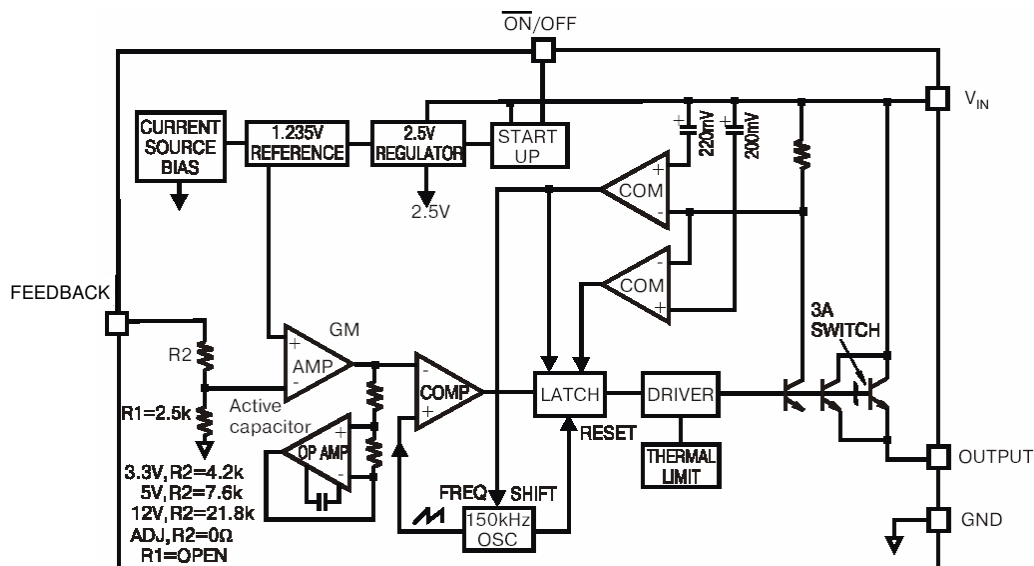 ON/OFF
VIN
CURRENT
SOURCE
BIAS
1.235V
REFERENCE
2.5V
REGULATOR
START
UP
220mV
200mV
+
+
2.5V
+
COM
-
-
COM
+
FEEDBACK
3A
SWITCH
GM
R2
+
AMP
-
-
COMP
+
LATCH
DRIVER
R1=2.5k
Active
capacitor
RESET
+
OP AMP
-
THERMAL
LIMIT
OUTPUT
3.3V,R2=4.2k
5V,R2=7.6k
12V,R2=21.8k
ADJ,R2=0Ω
R1=OPEN
FREQ SHIFT
150kHz
OSC
GND